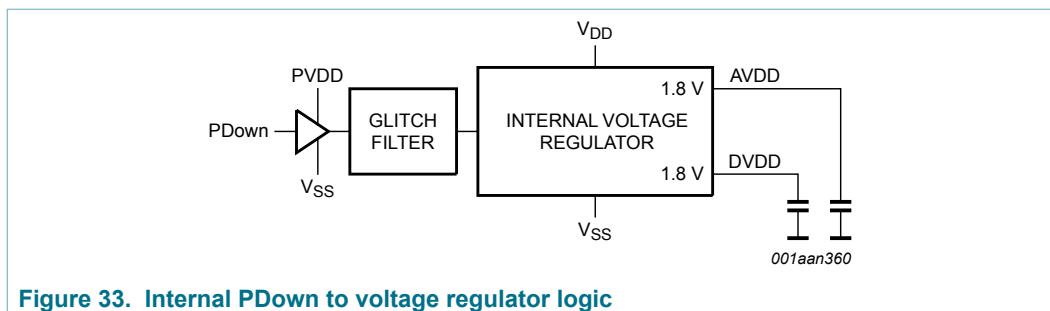 VDD
PVDD
PDown
GLITCH
FILTER
VSS
INTERNAL VOLTAGE
REGULATOR
1.8 V
AVDD
1.8 V
DVDD
VSS
001aan360
Figure 33. Internal PDown to voltage regulator logic